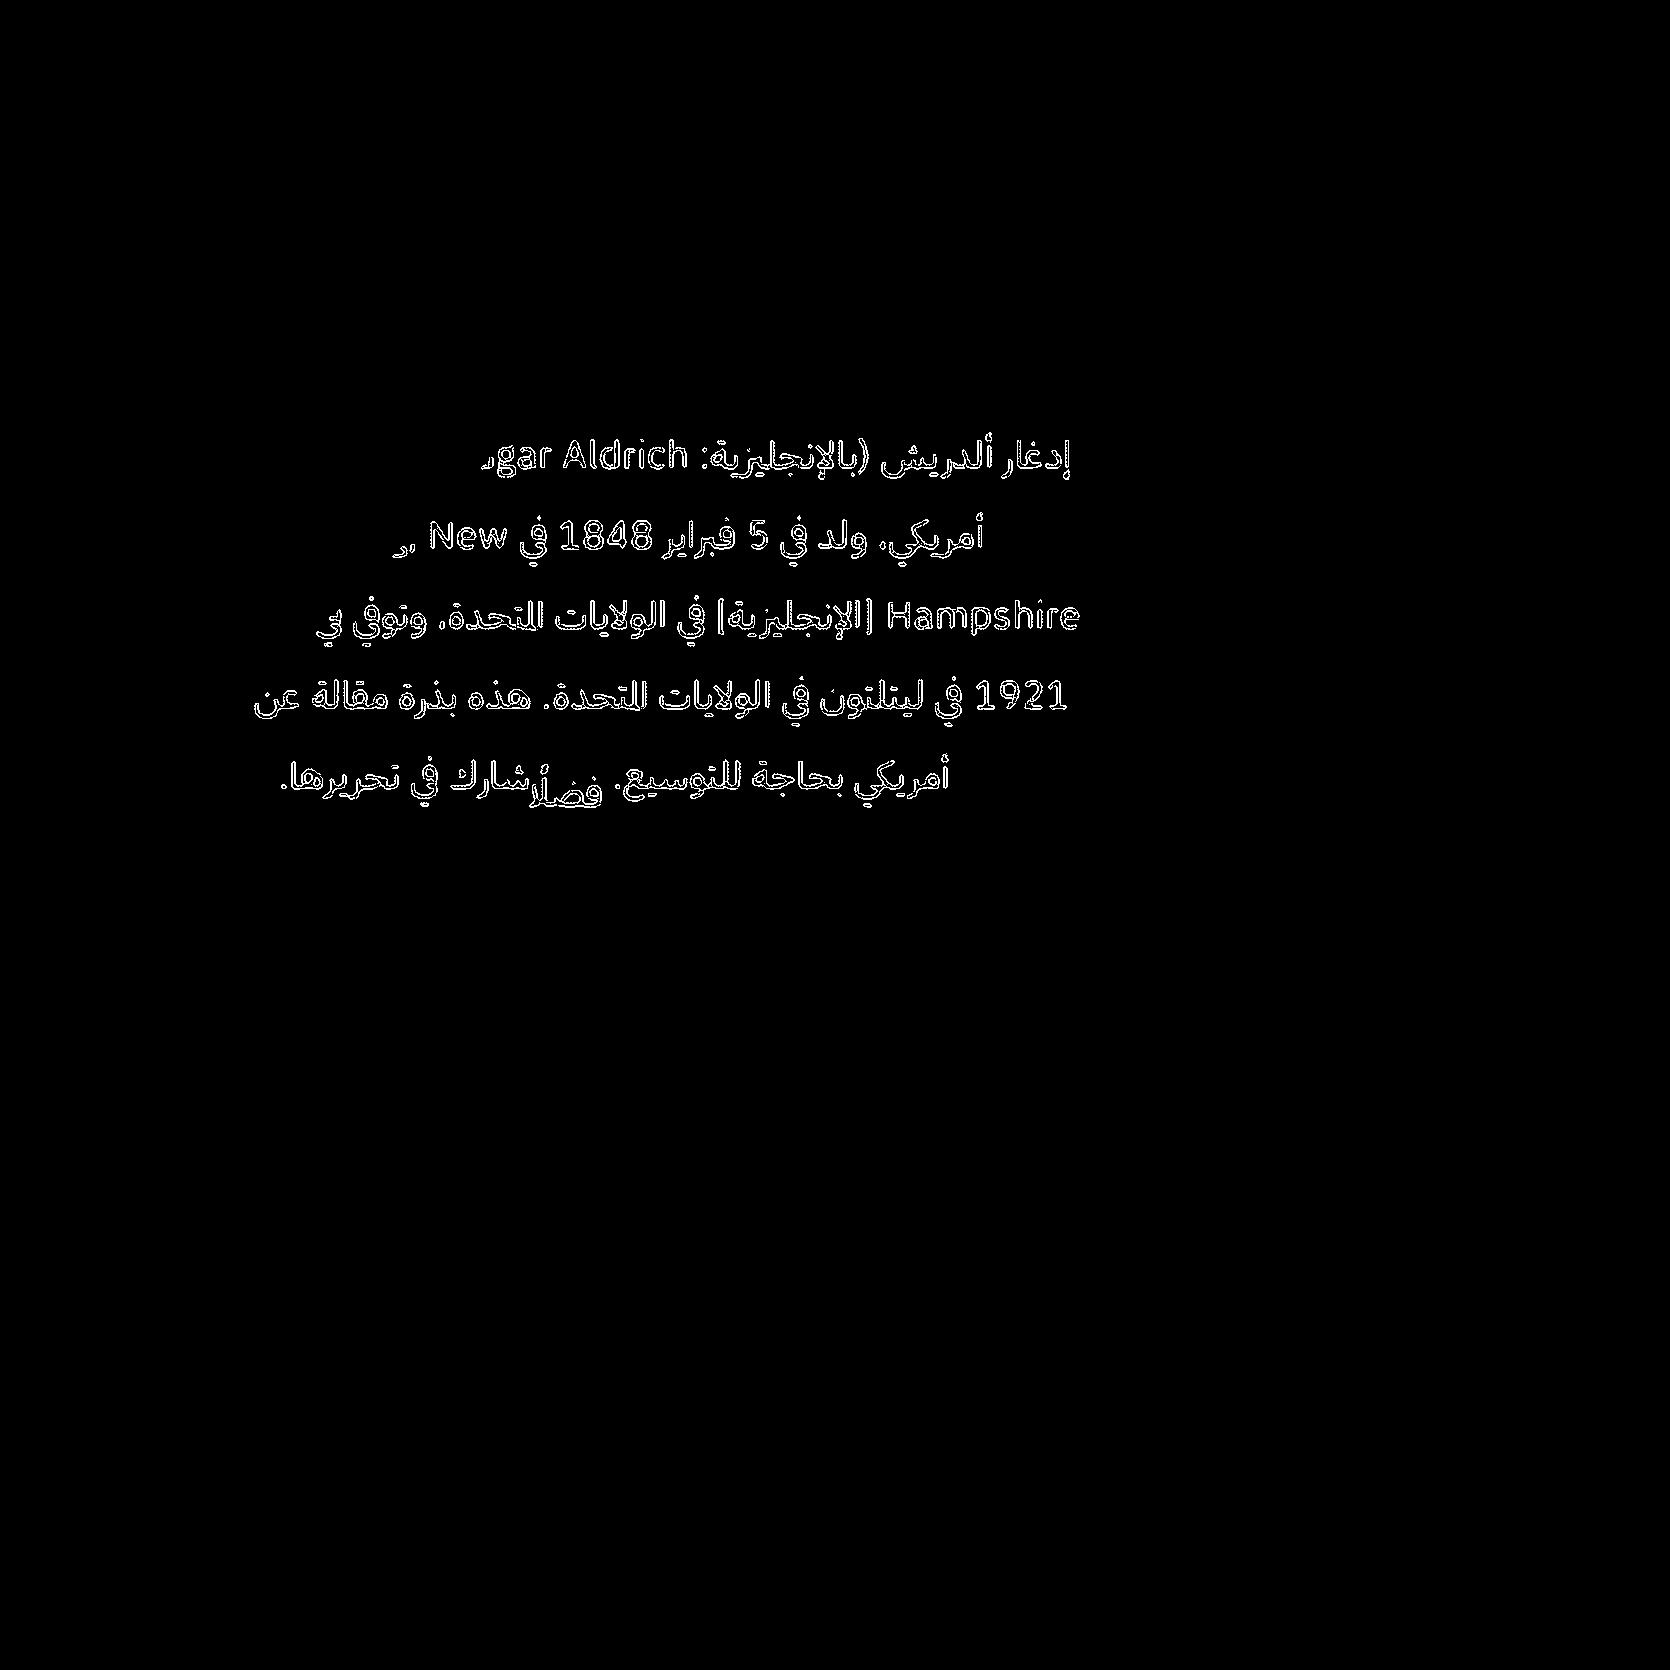 إدغار ألدريش (بالإنجليزية: gar Aldrich
أمريكي. ولد في 5 فبراير 1848 في New
Hampshire [الإنجليزية] في الولايات المتحدة. وتوفي
1921 في ليتلتون في الولايات المتحدة. هذه بذرة مقالة عن
أمريكي بحاجة للتوسيع. فضلاً شارك في تحريرها.